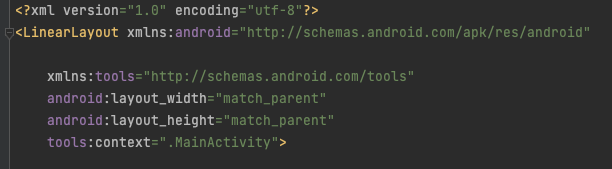 <?xml version="1.0" encoding="utf-8"?>
<LinearLayout xmlns:android="http://schemas.android.com/apk/res/android"
xmlns:tools="http://schemas.android.com/tools"
android:layout_width="match_parent"
android:layout_height="match_parent"
tools:context=".MainActivity">